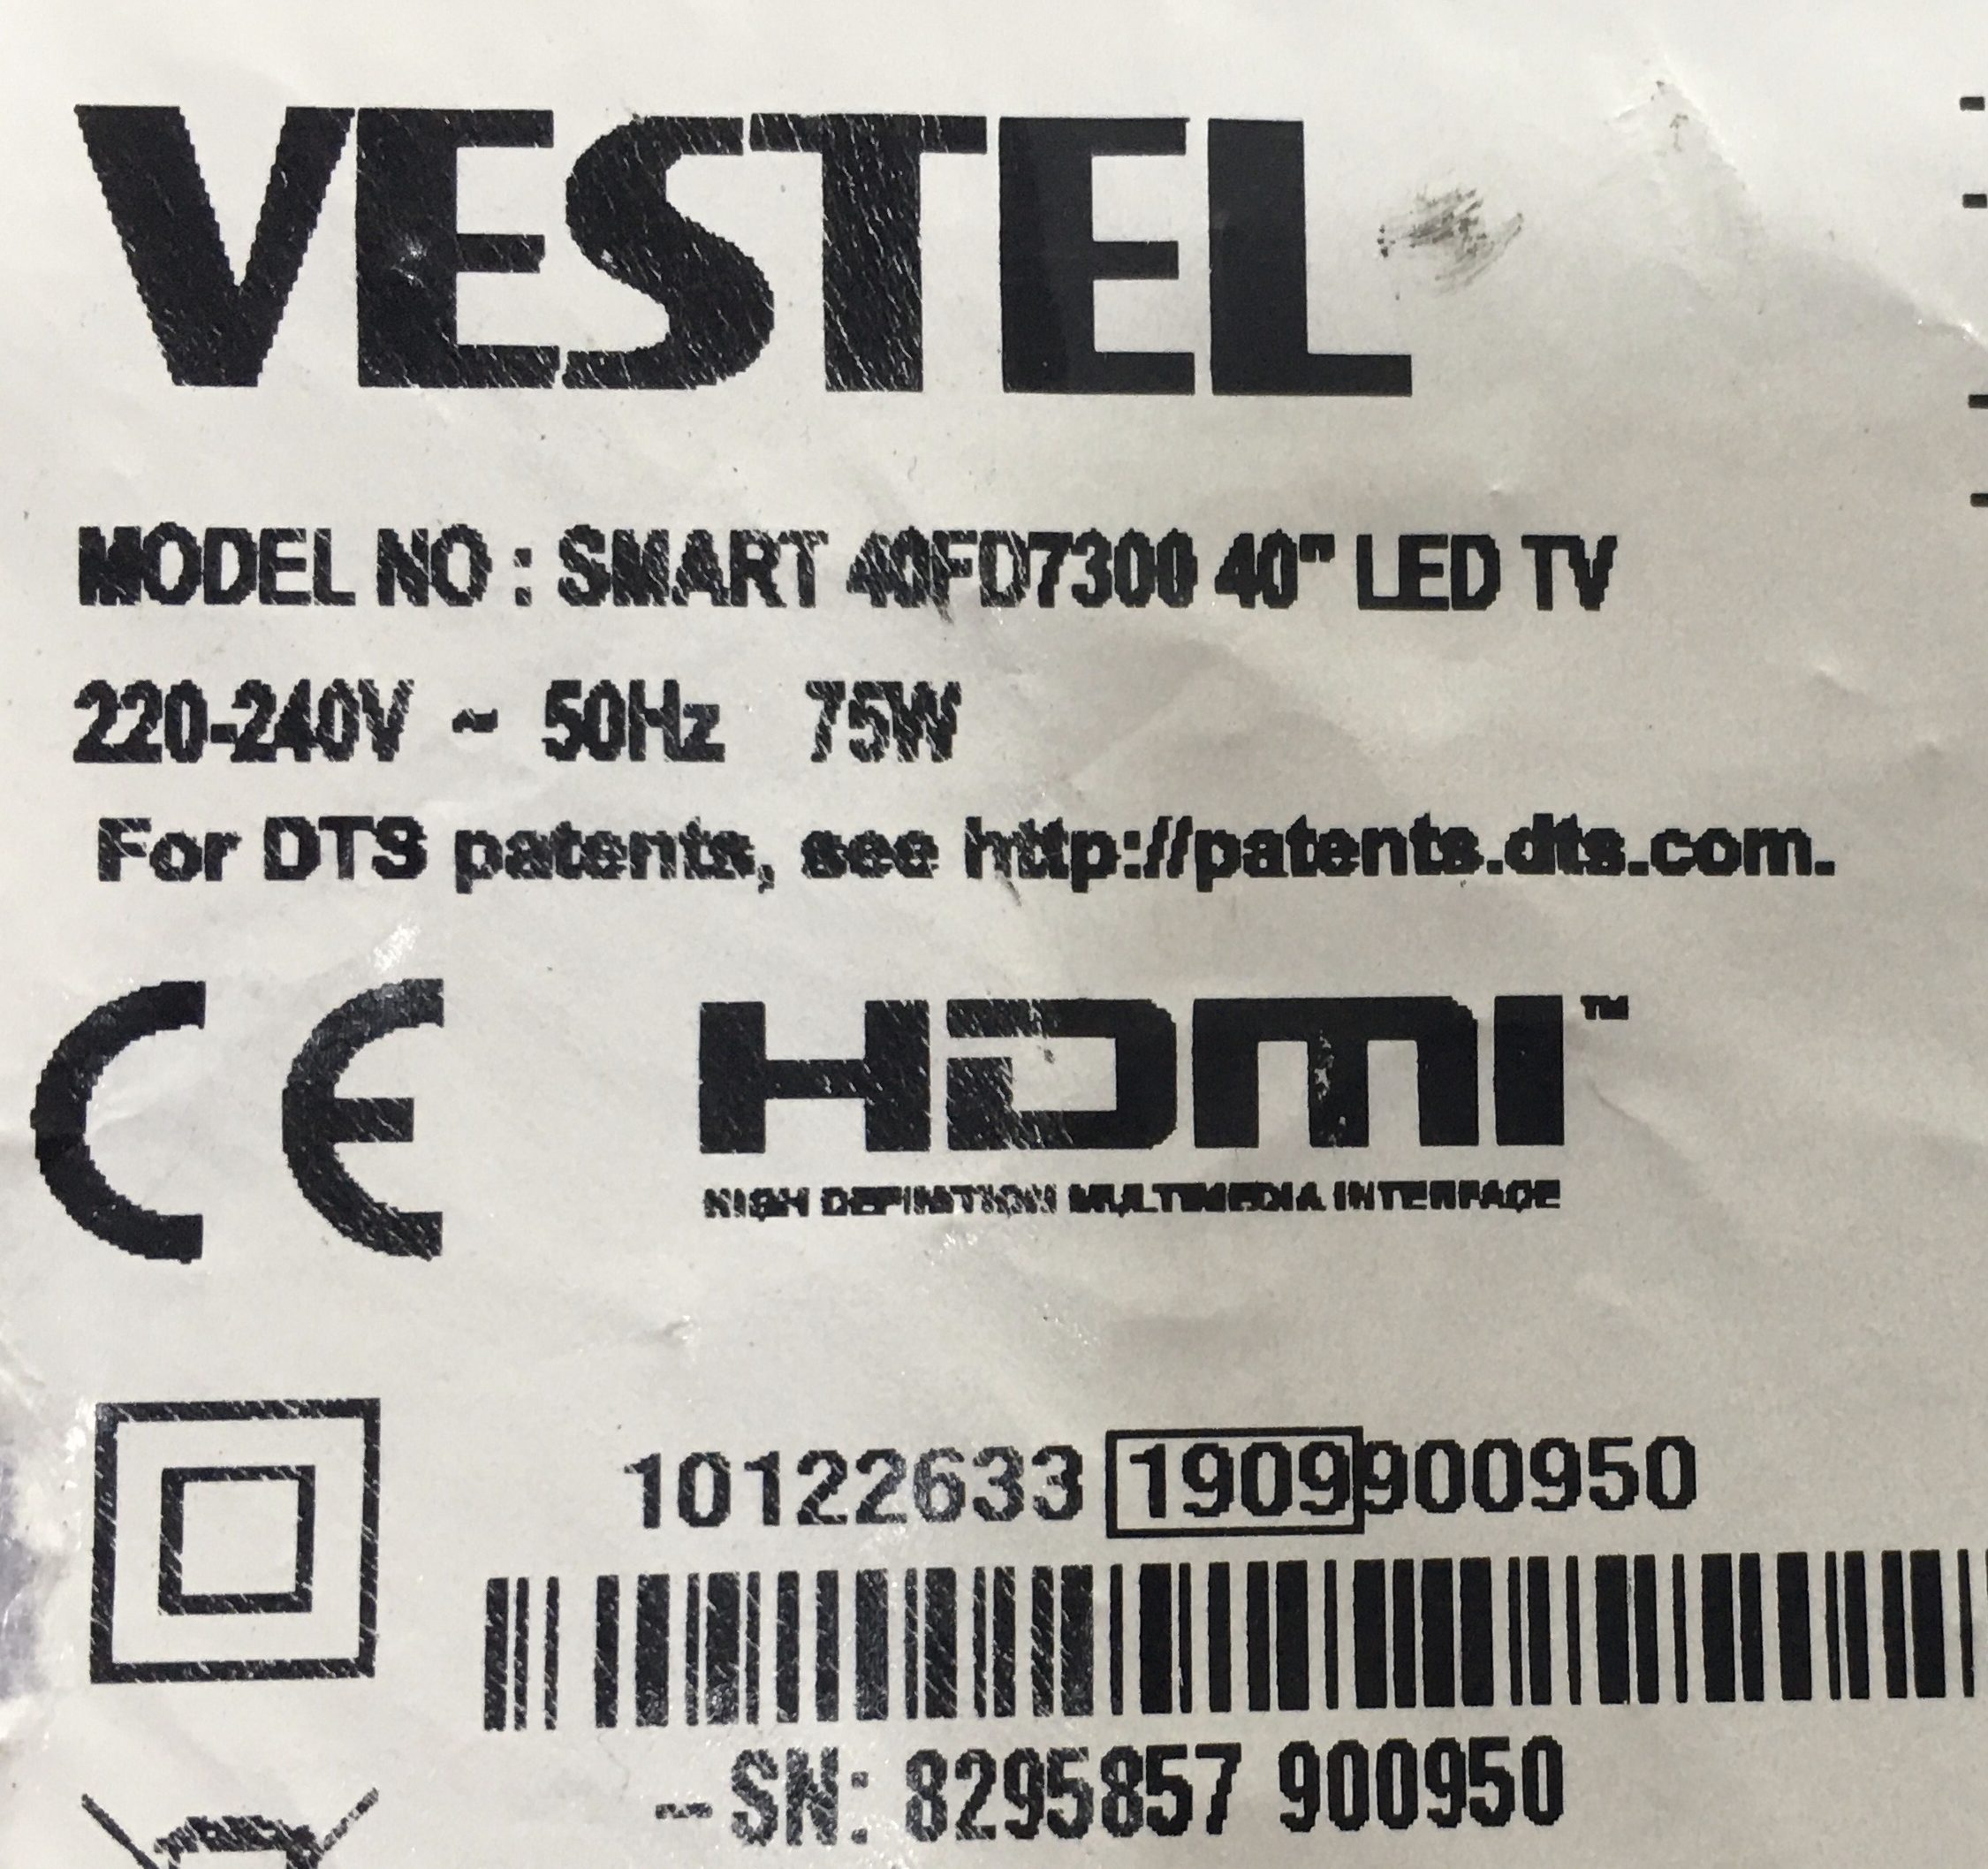 VESTEL
MODEL NO : SMART 40FD7300 40" LED TV
220-240V ~ 50Hz 75W
For DTS patents, see http://patents.dts.com.
CE HDMI™
HIGH DEFINITION MULTIMEDIA INTERFACE
10122633 1909900950
–SN: 8295857 900950